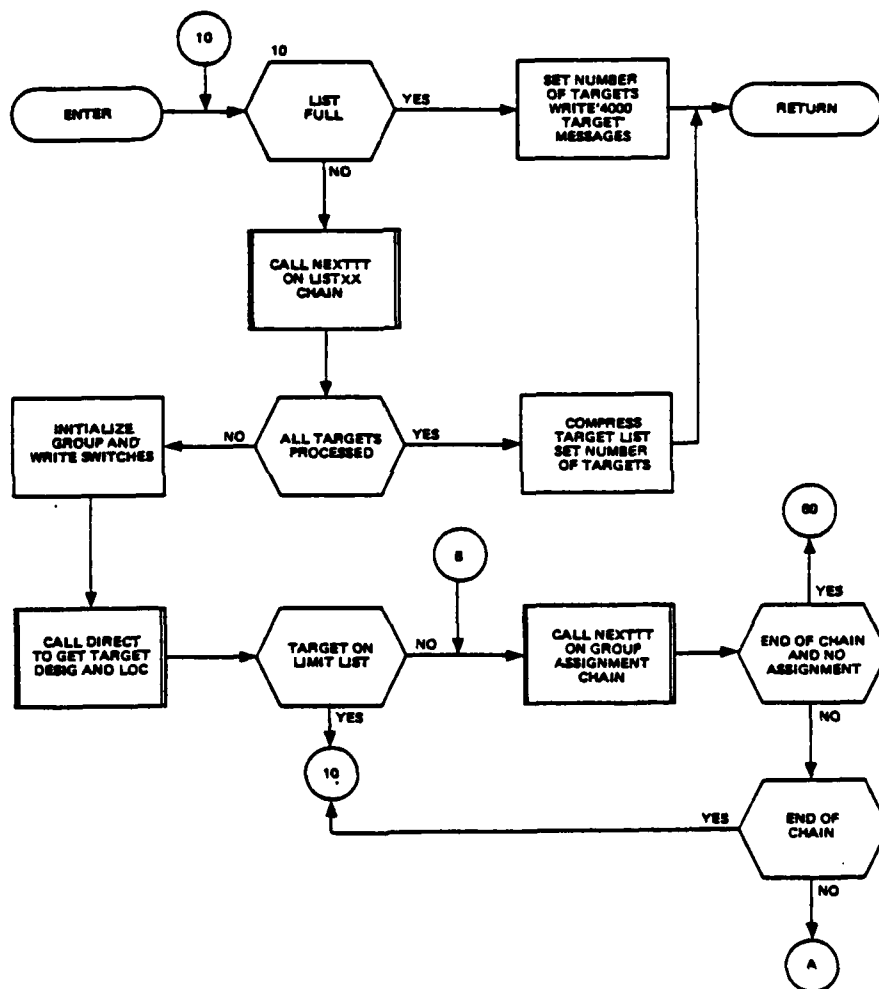 10
10
ENTER
LIST
FULL
YES
SET NUMBER
OF TARGETS
WRITE'4000
TARGET'
MESSAGES
RETURN
NO
CALL NEXTTT
ON LISTXX
CHAIN
INITIALIZE
GROUP AND
WRITE SWITCHES
NO
ALL TARGETS
PROCESSED
YES
COMPRESS
TARGET LIST
SET NUMBER
OF TARGETS
60
YES
CALL DIRECT
TO GET TARGET
DESIG AND LOC
TARGET ON
LIMIT LIST
NO
CALL NEXTTT
ON GROUP
ASSIGNMENT
CHAIN
END OF CHAIN
AND NO
ASSIGNMENT
YES
NO
10
YES
END OF
CHAIN
NO
A